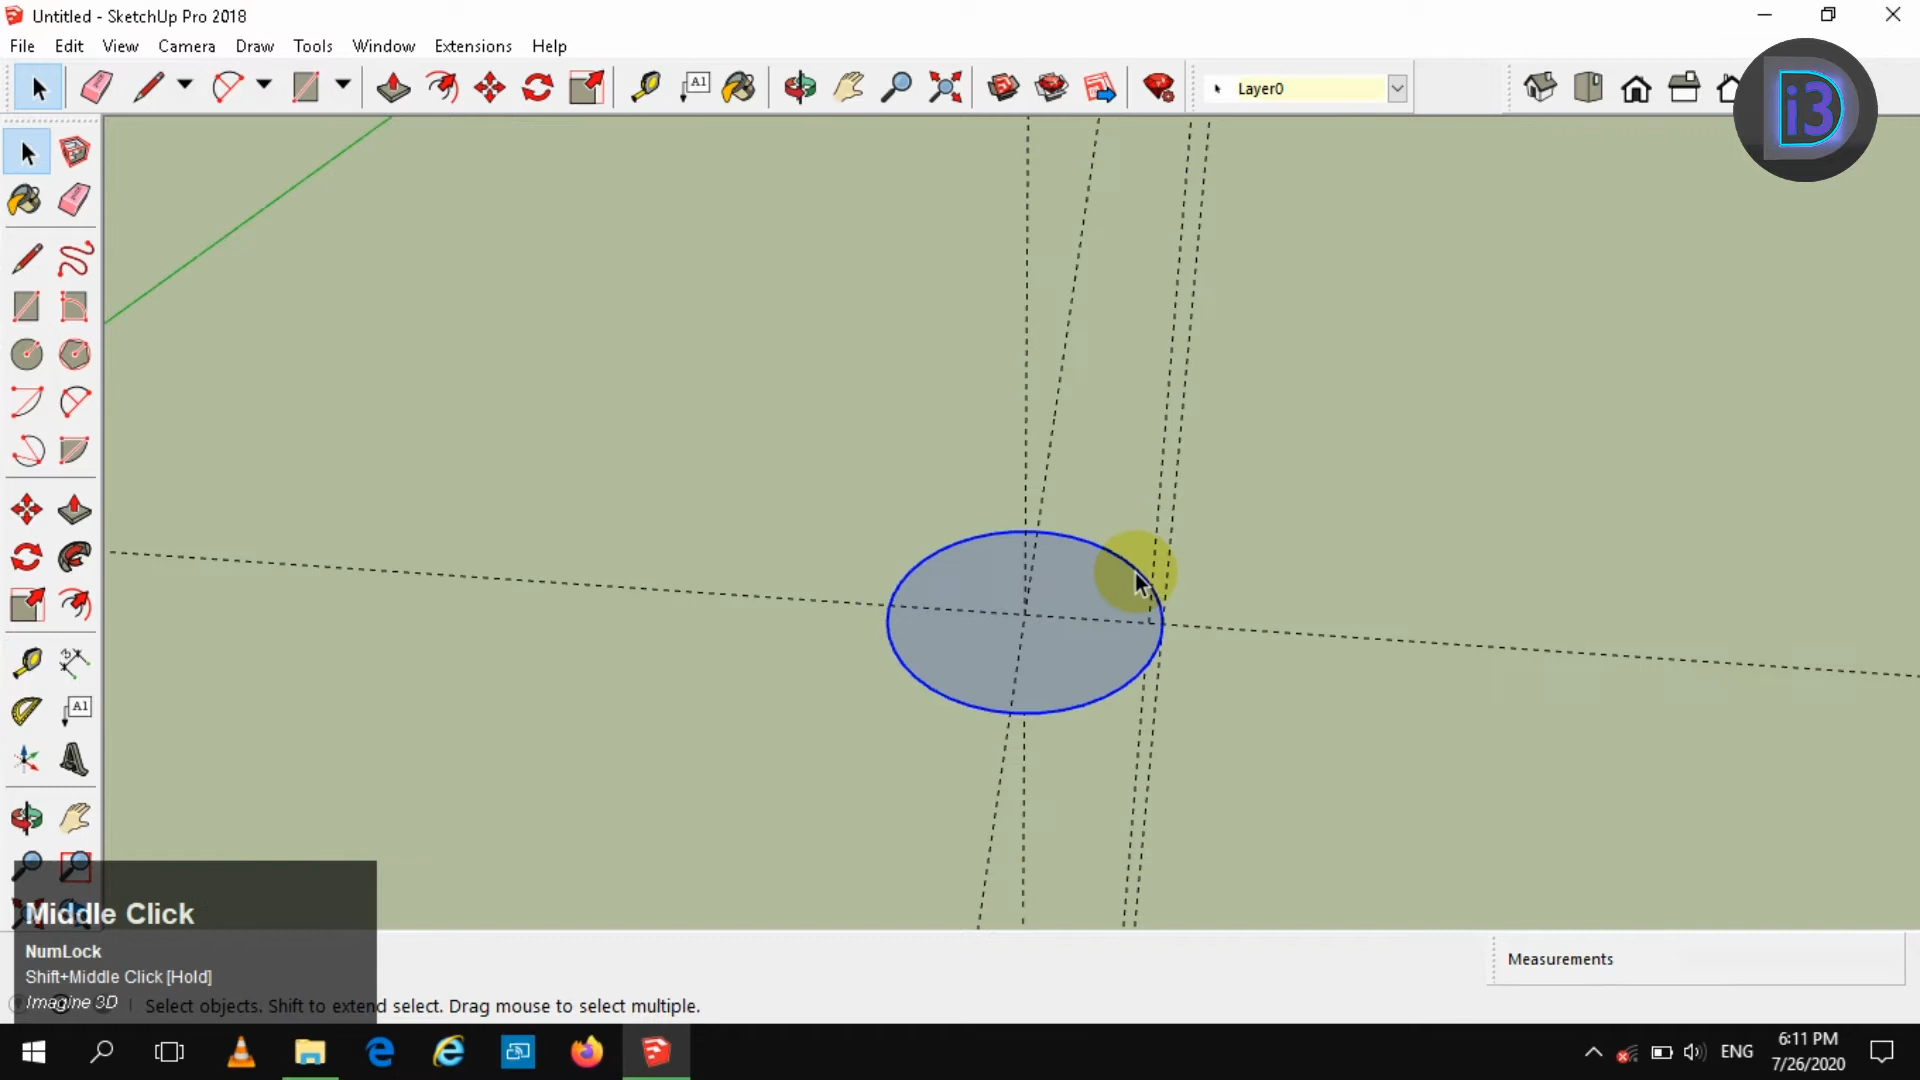 Untitled - SketchUp Pro 2018
File Edit View Camera Draw Tools Window Extensions Help
A1
Layer0
i3
A1
Middle Click
NumLock
Shift+Middle Click [Hold]
Imagine 3D
Measurements
Select objects. Shift to extend select. Drag mouse to select multiple.
ENG
6:11 PM
7/26/2020